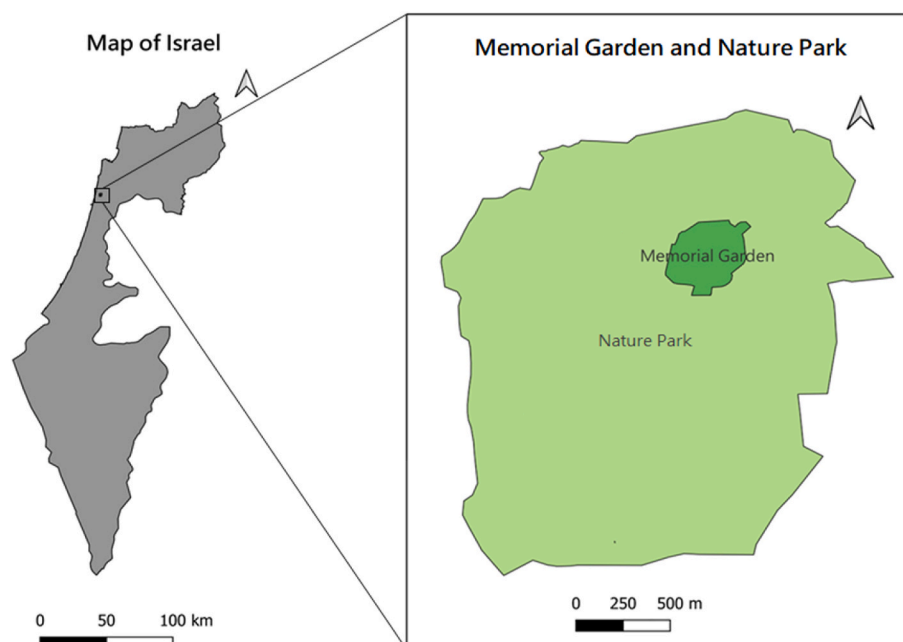 Map of Israel
0 50 100 km
Memorial Garden and Nature Park
Memorial Garden
Nature Park
0 250 500 m